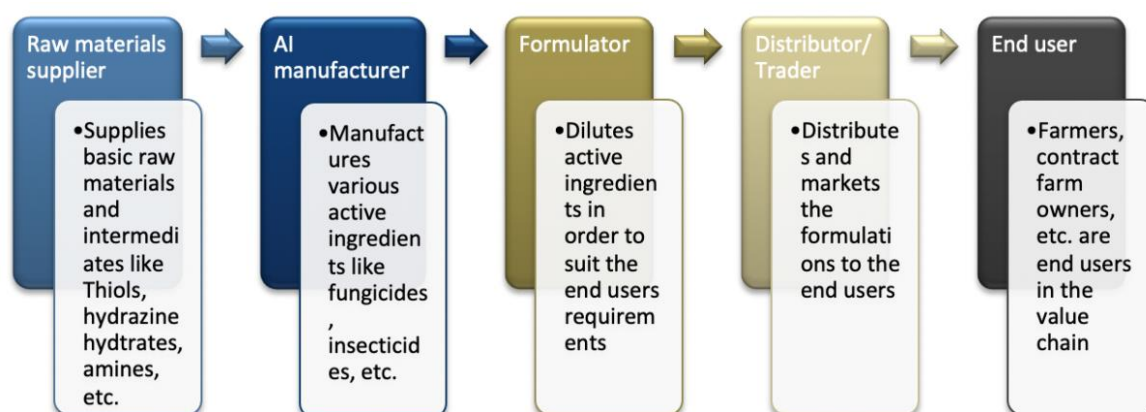 Raw materials
supplier
•Supplies
basic raw
materials
and
intermedi
ates like
Thiols,
hydrazine
hydtrates,
amines,
etc.
AI
manufacturer
•Manufact
ures
various
active
ingredien
ts like
fungicides
,
insecticid
es, etc.
Formulator
•Dilutes
active
ingredien
ts in
order to
suit the
end users
requirem
ents
Distributor/
Trader
•Distribute
s and
markets
the
formulati
ons to the
end users
End user
•Farmers,
contract
farm
owners,
etc. are
end users
in the
value
chain